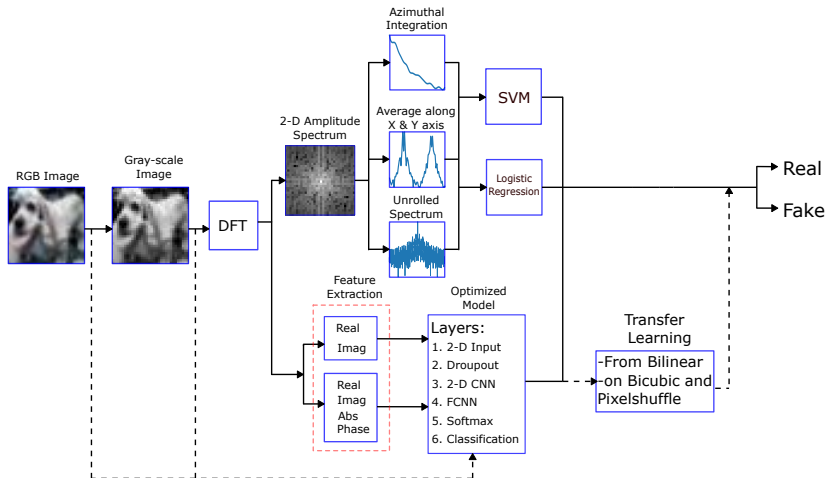 Azimuthal
Integration
SVM
2-D Amplitude
Spectrum
Average along
X & Y axis
RGB Image
Gray-scale
Image
DFT
Logistic
Regression
Real
Fake
Unrolled
Spectrum
Feature
Extraction
Real
Imag
Real
Imag
Abs
Phase
Optimized
Model
Layers:
1. 2-D Input
2. Droupout
3. 2-D CNN
4. FCNN
5. Softmax
6. Classification
Transfer
Learning
-From Bilinear
-on Bicubic and
Pixelshuffle